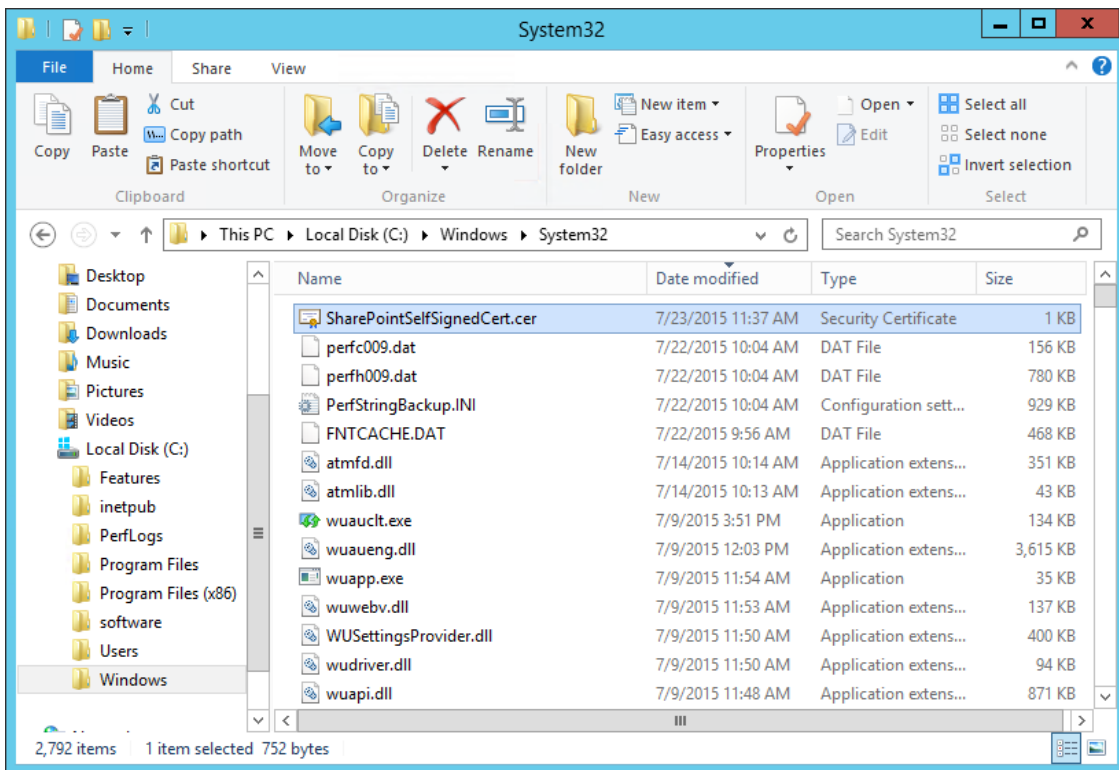 System32
File Home Share View
Copy
Paste
Cut
Copy path
Paste shortcut
Clipboard
Move to
Copy to
Delete
Rename
Organize
New folder
New item
Easy access
New
Properties
Open
Edit
Open
Select all
Select none
Invert selection
Select
This PC Local Disk (C:) Windows System32
Search System32
Desktop
Documents
Downloads
Music
Pictures
Videos
Local Disk (C:)
Features
inetpub
PerfLogs
Program Files
Program Files (x86)
software
Users
Windows
Name Date modified Type Size
SharePointSelfSignedCert.cer 7/23/2015 11:37 AM Security Certificate 1 KB
perfc009.dat 7/22/2015 10:04 AM DAT File 156 KB
perfh009.dat 7/22/2015 10:04 AM DAT File 780 KB
PerfStringBackup.INI 7/22/2015 10:04 AM Configuration sett... 929 KB
FNTCACHE.DAT 7/22/2015 9:56 AM DAT File 468 KB
atmfd.dll 7/14/2015 10:14 AM Application extens... 351 KB
atmlib.dll 7/14/2015 10:13 AM Application extens... 43 KB
wuauclt.exe 7/9/2015 3:51 PM Application 134 KB
wuaueng.dll 7/9/2015 12:03 PM Application extens... 3,615 KB
wuapp.exe 7/9/2015 11:54 AM Application 35 KB
wuwebv.dll 7/9/2015 11:53 AM Application extens... 137 KB
WUSettingsProvider.dll 7/9/2015 11:50 AM Application extens... 400 KB
wudriver.dll 7/9/2015 11:50 AM Application extens... 94 KB
wuapi.dll 7/9/2015 11:48 AM Application extens... 871 KB
2,792 items 1 item selected 752 bytes